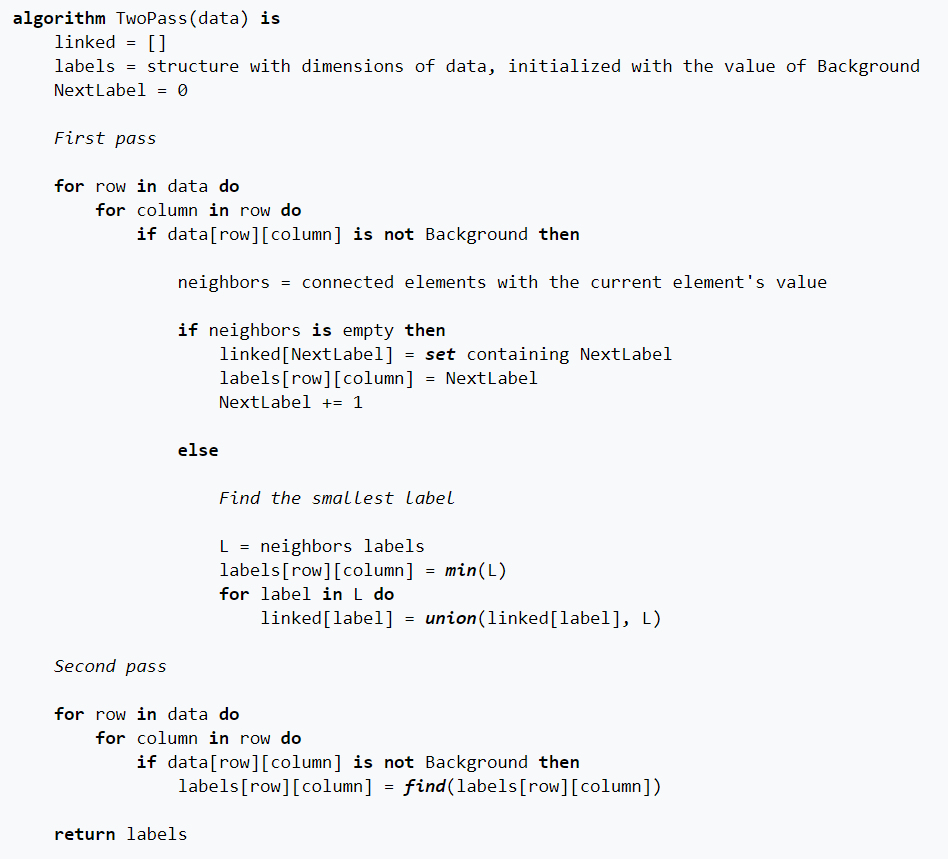 algorithm TwoPass(data) is
    linked = []
    labels = structure with dimensions of data, initialized with the value of Background
    NextLabel = 0
    First pass
    for row in data do
        for column in row do
            if data[row][column] is not Background then
                neighbors = connected elements with the current element's value
                if neighbors is empty then
                    linked[NextLabel] = set containing NextLabel
                    labels[row][column] = NextLabel
                    NextLabel += 1
                else
                    Find the smallest label
                    L = neighbors labels
                    labels[row][column] = min(L)
                    for label in L do
                        linked[label] = union(linked[label], L)
    Second pass
    for row in data do
        for column in row do
            if data[row][column] is not Background then
                labels[row][column] = find(labels[row][column])
    return labels